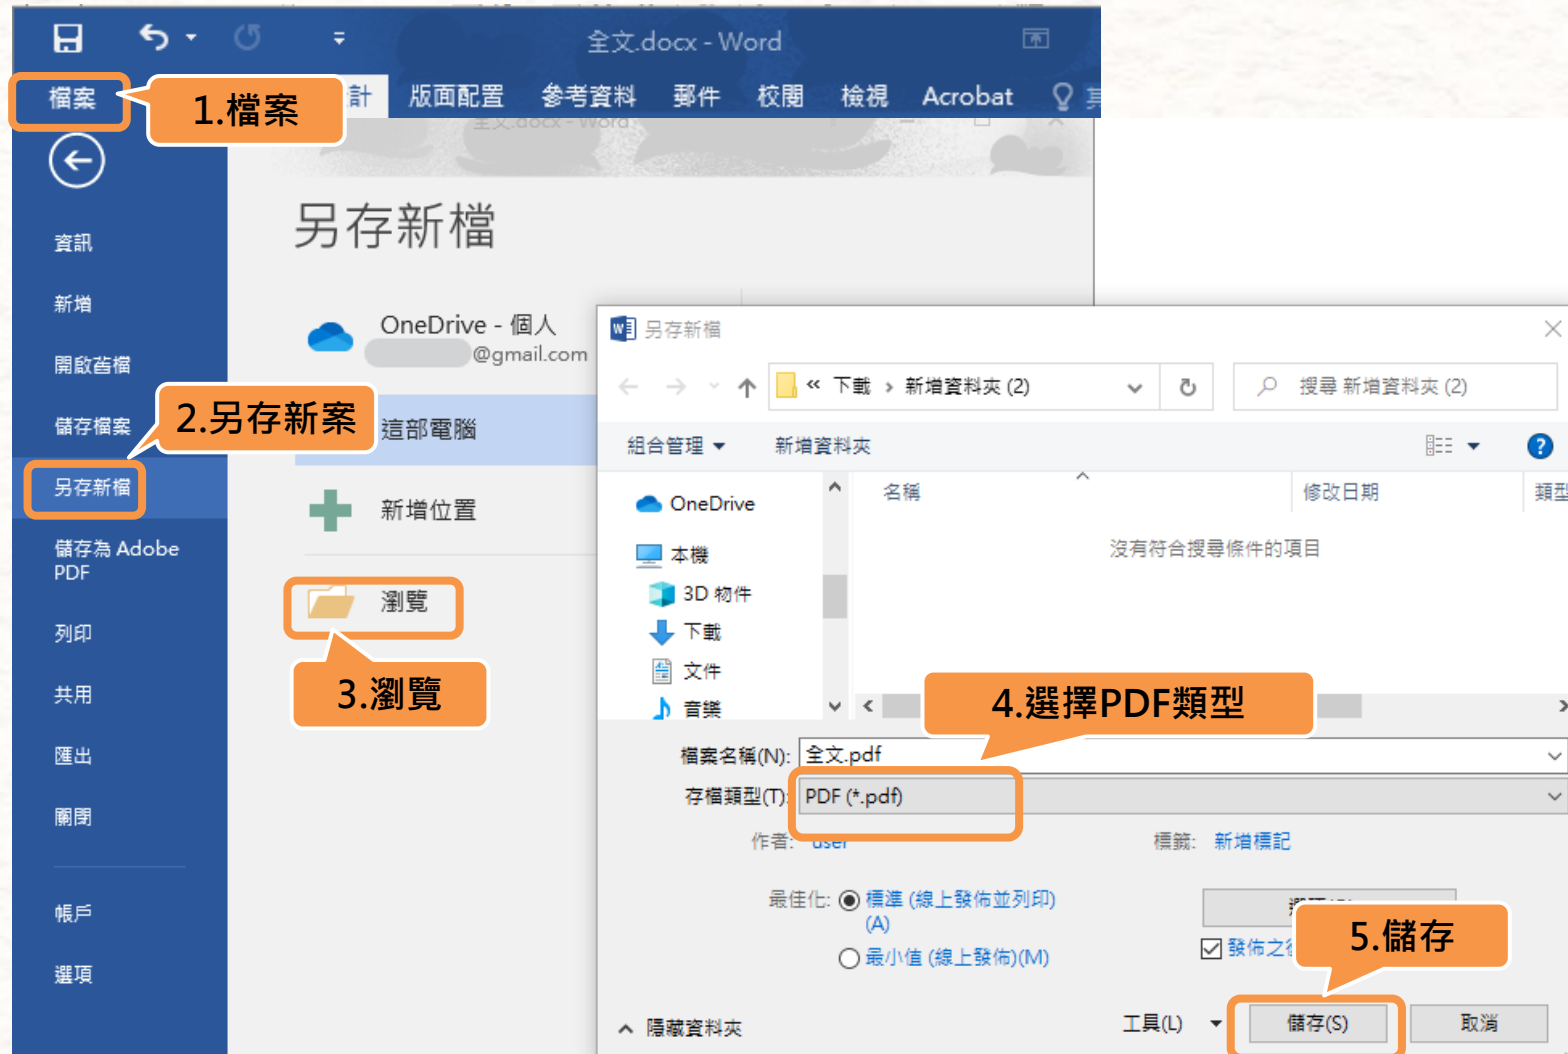 全文.docx - Word
檔案
1.檔案
計
版面配置
參考資料
郵件
校閱
檢視
Acrobat
全文.docx - Word
資訊
新增
開啟舊檔
儲存檔案
另存新檔
儲存為 Adobe
PDF
列印
共用
匯出
關閉
帳戶
選項
2.另存新案
另存新檔
OneDrive - 個人
@gmail.com
這部電腦
新增位置
瀏覽
3.瀏覽
另存新檔
« 下載 › 新增資料夾 (2)
搜尋 新增資料夾 (2)
組合管理
新增資料夾
名稱
修改日期
類型
OneDrive
本機
3D 物件
下載
文件
音樂
沒有符合搜尋條件的項目
4.選擇PDF類型
檔案名稱(N): 全文.pdf
存檔類型(T): PDF (*.pdf)
作者: user
標籤: 新增標記
最佳化: 標準 (線上發佈並列印)
(A)
最小值 (線上發佈)(M)
發佈之
5.儲存
隱藏資料夾
工具(L)
儲存(S)
取消